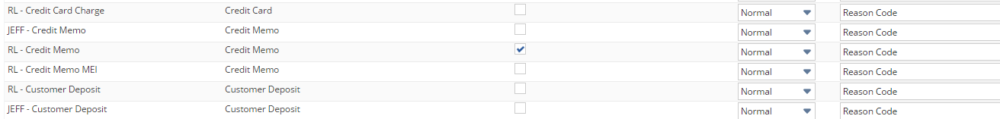 RL - Credit Card Charge Credit Card Normal Reason Code
JEFF - Credit Memo Credit Memo Normal Reason Code
RL - Credit Memo Credit Memo Normal Reason Code
RL - Credit Memo MEI Credit Memo Normal Reason Code
RL - Customer Deposit Customer Deposit Normal Reason Code
JEFF - Customer Deposit Customer Deposit Normal Reason Code